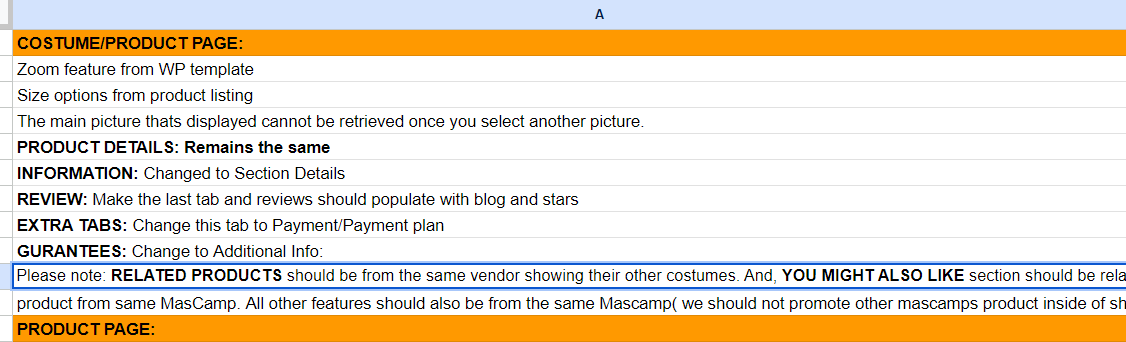 A
COSTUME/PRODUCT PAGE:
Zoom feature from WP template
Size options from product listing
The main picture thats displayed cannot be retrieved once you select another picture.
PRODUCT DETAILS: Remains the same
INFORMATION: Changed to Section Details
REVIEW: Make the last tab and reviews should populate with blog and stars
EXTRA TABS: Change this tab to Payment/Payment plan
GURANTEES: Change to Additional Info:
Please note: RELATED PRODUCTS should be from the same vendor showing their other costumes. And, YOU MIGHT ALSO LIKE section should be
product from same MasCamp. All other features should also be from the same Mascamp( we should not promote other mascamps product inside of
PRODUCT PAGE: